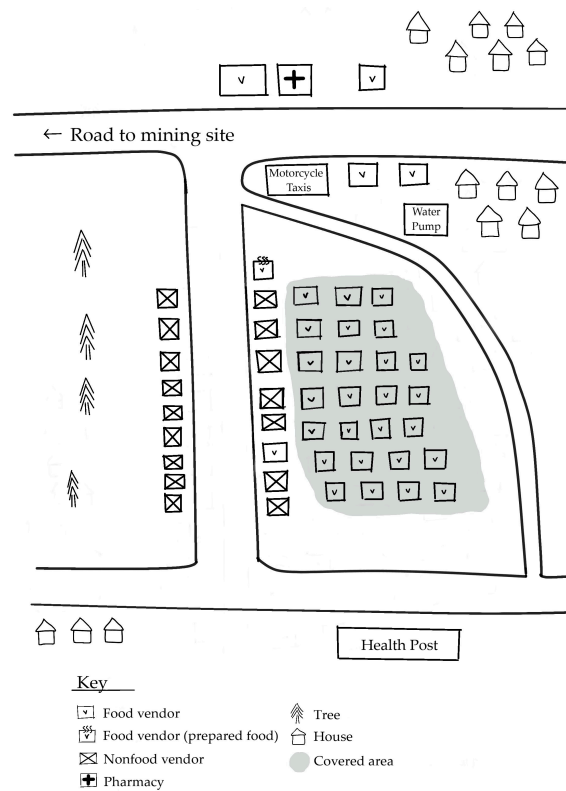 ← Road to mining site
Motorcycle
Taxis
Water
Pump
Health Post
Key
Food vendor
Food vendor (prepared food)
Nonfood vendor
Pharmacy
Tree
House
Covered area